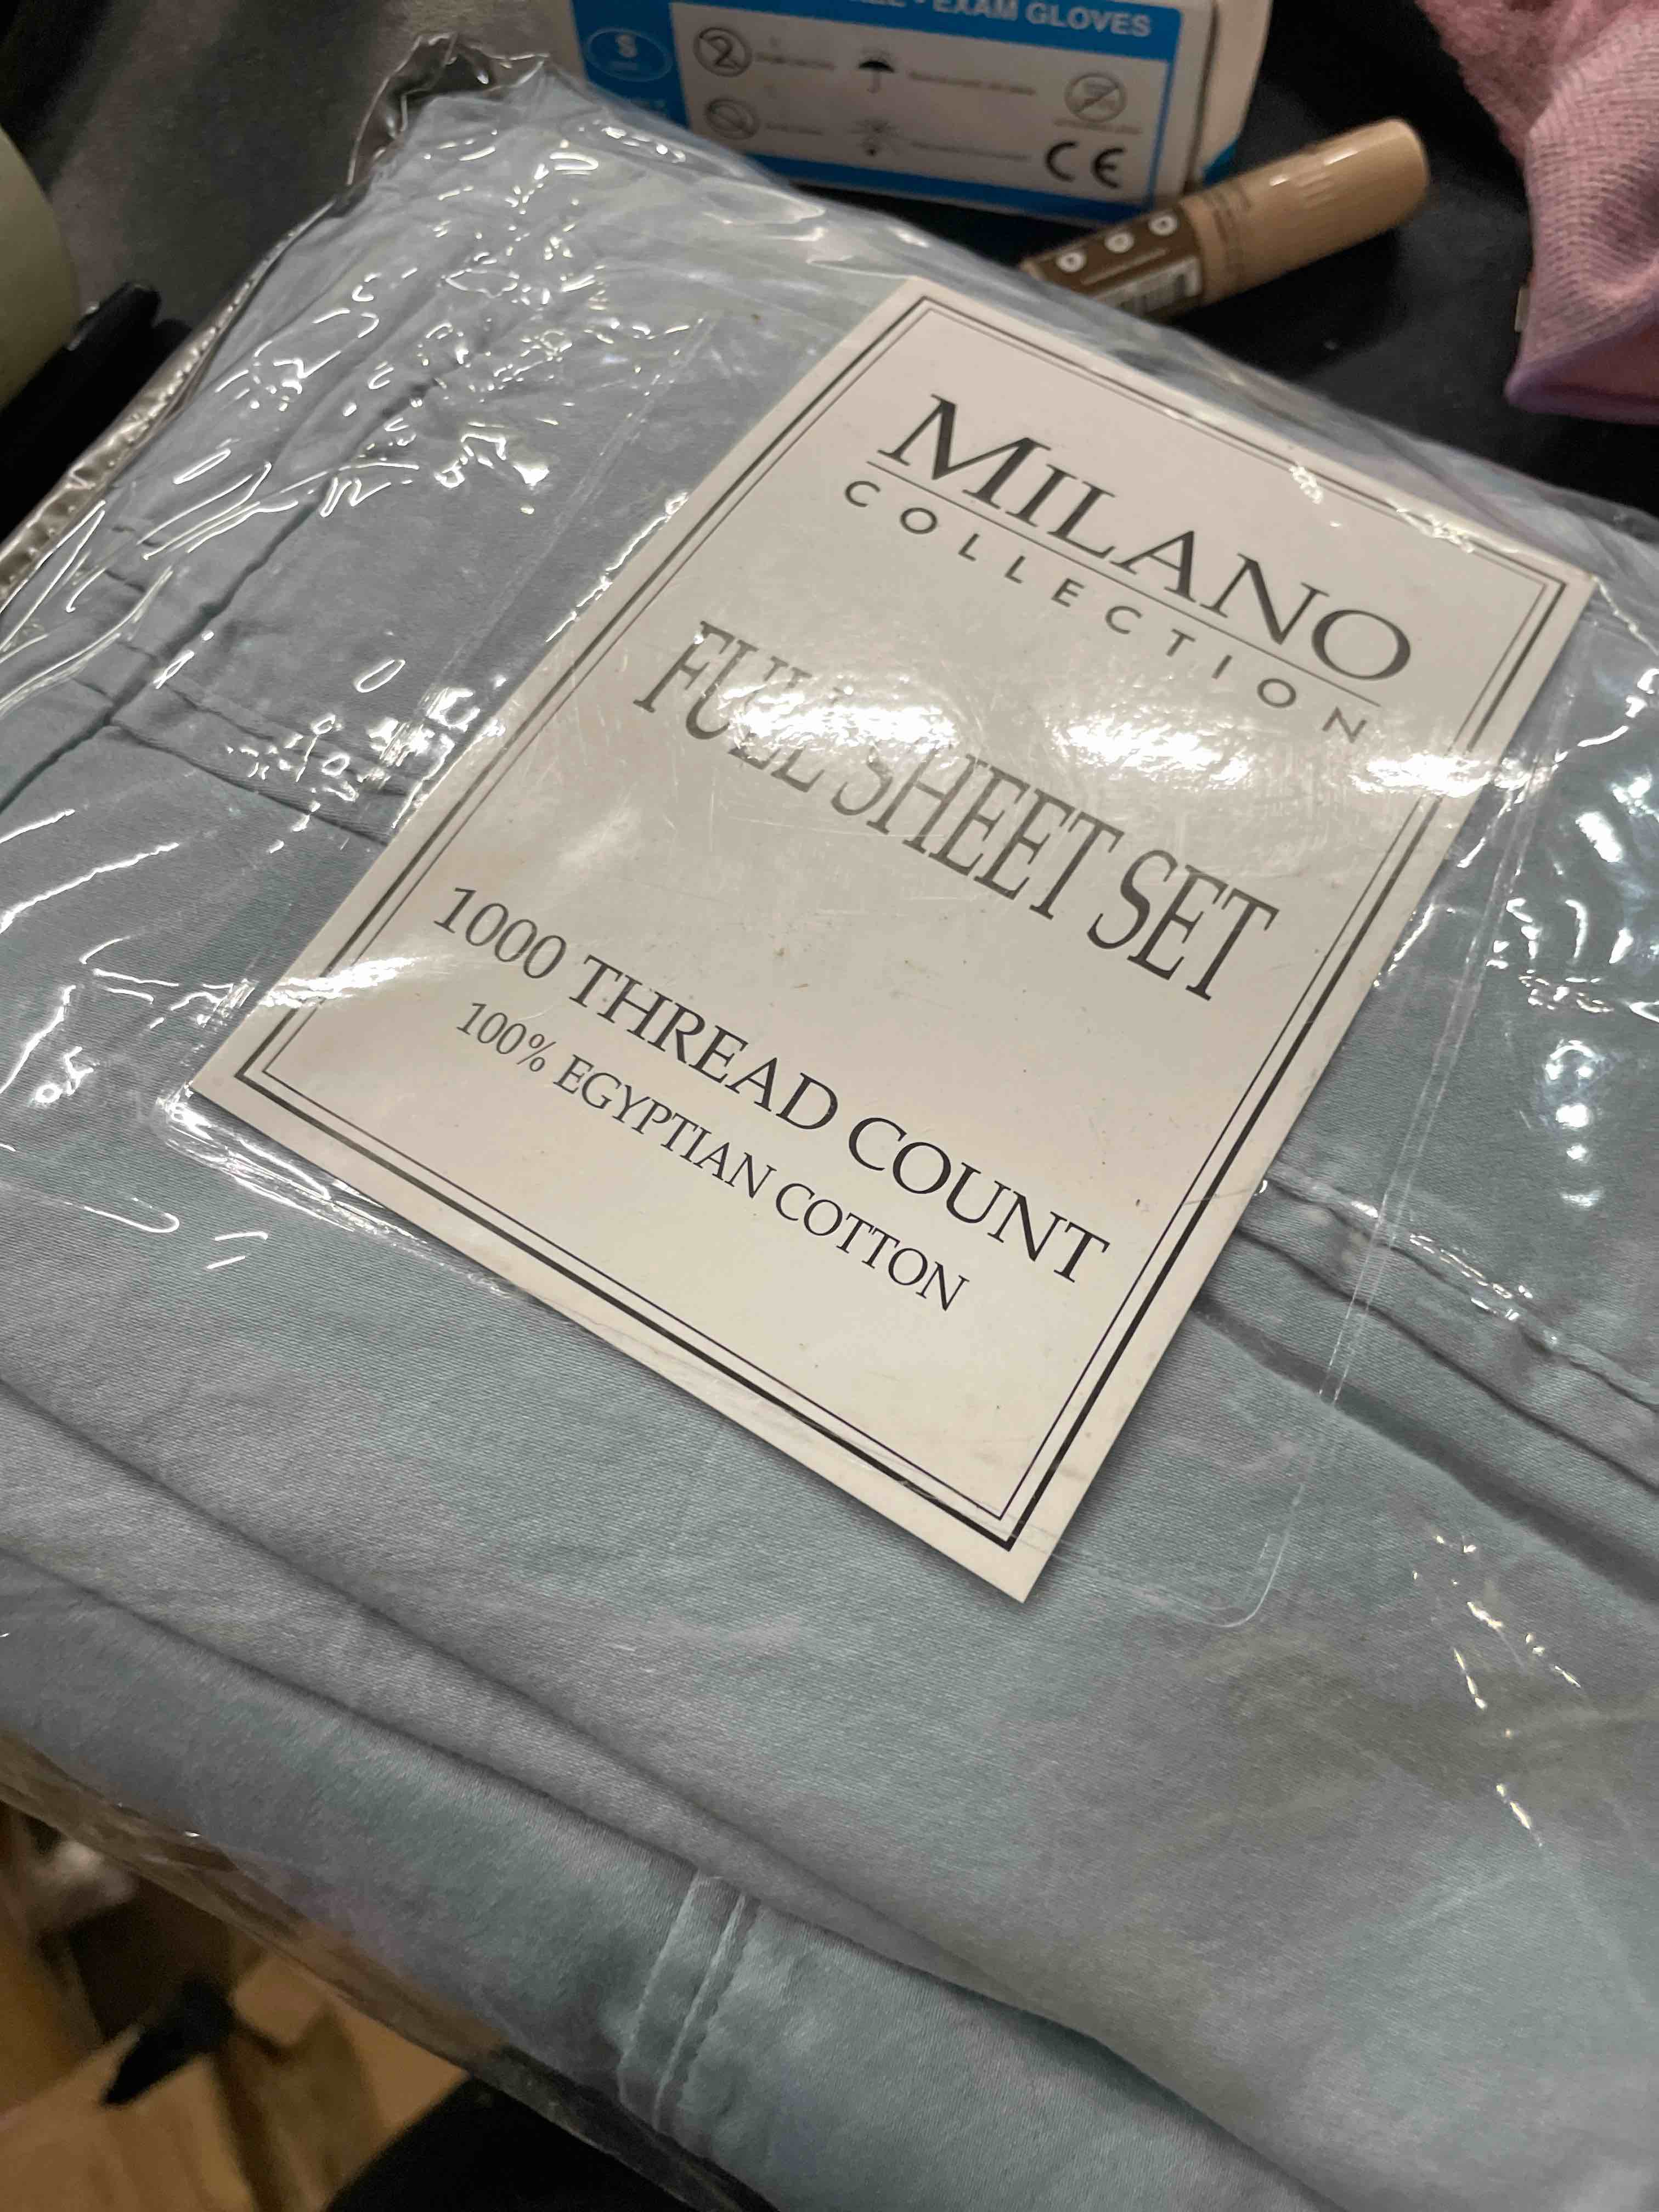 EXAM GLOVES
S
CE
MILANO
COLLECTION
FULL SHEET SET
1000 THREAD COUNT
100% EGYPTIAN COTTON